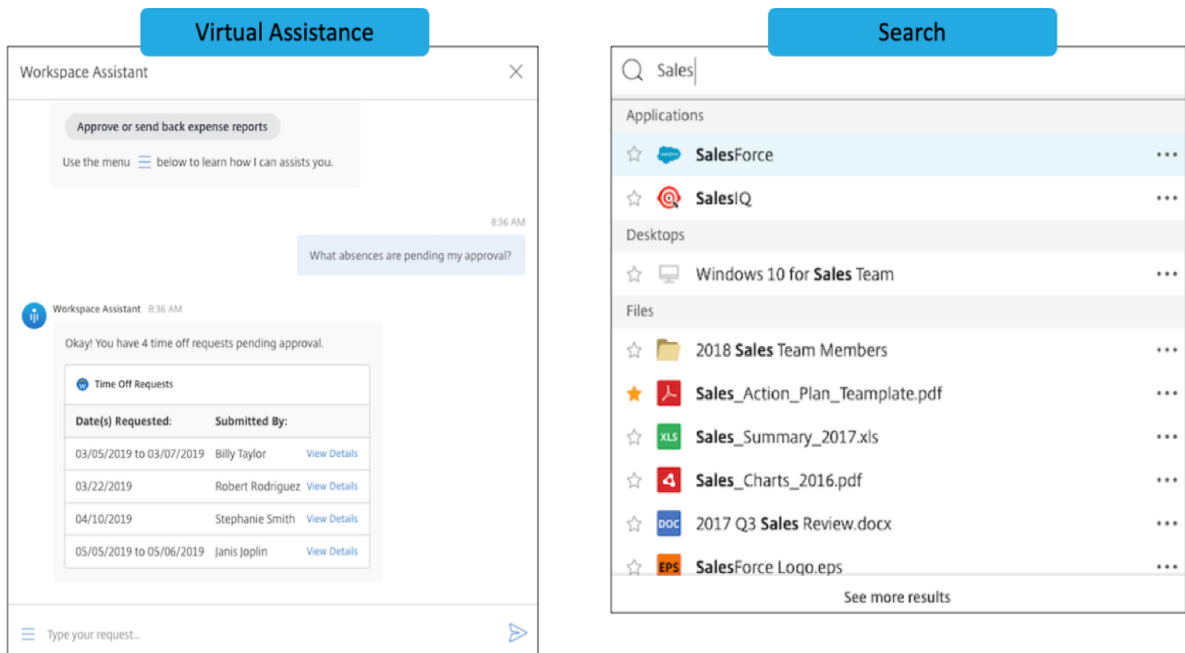 Virtual Assistance
Workspace Assistant
Approve or send back expense reports
Use the menu below to learn how I can assists you.
8:36 AM
What absences are pending my approval?
Workspace Assistant 8:36 AM
Okay! You have 4 time off requests pending approval.
Time Off Requests
Date(s) Requested: Submitted By:
03/05/2019 to 03/07/2019 Billy Taylor View Details
03/22/2019 Robert Rodriguez View Details
04/10/2019 Stephanie Smith View Details
05/05/2019 to 05/06/2019 Janis Joplin View Details
Type your request...
Search
Sales
Applications
SalesForce
SalesIQ
Desktops
Windows 10 for Sales Team
Files
2018 Sales Team Members
Sales_Action_Plan_Teamplate.pdf
XLS Sales_Summary_2017.xls
Sales_Charts_2016.pdf
DOC 2017 Q3 Sales Review.docx
EPS SalesForce Logo.eps
See more results